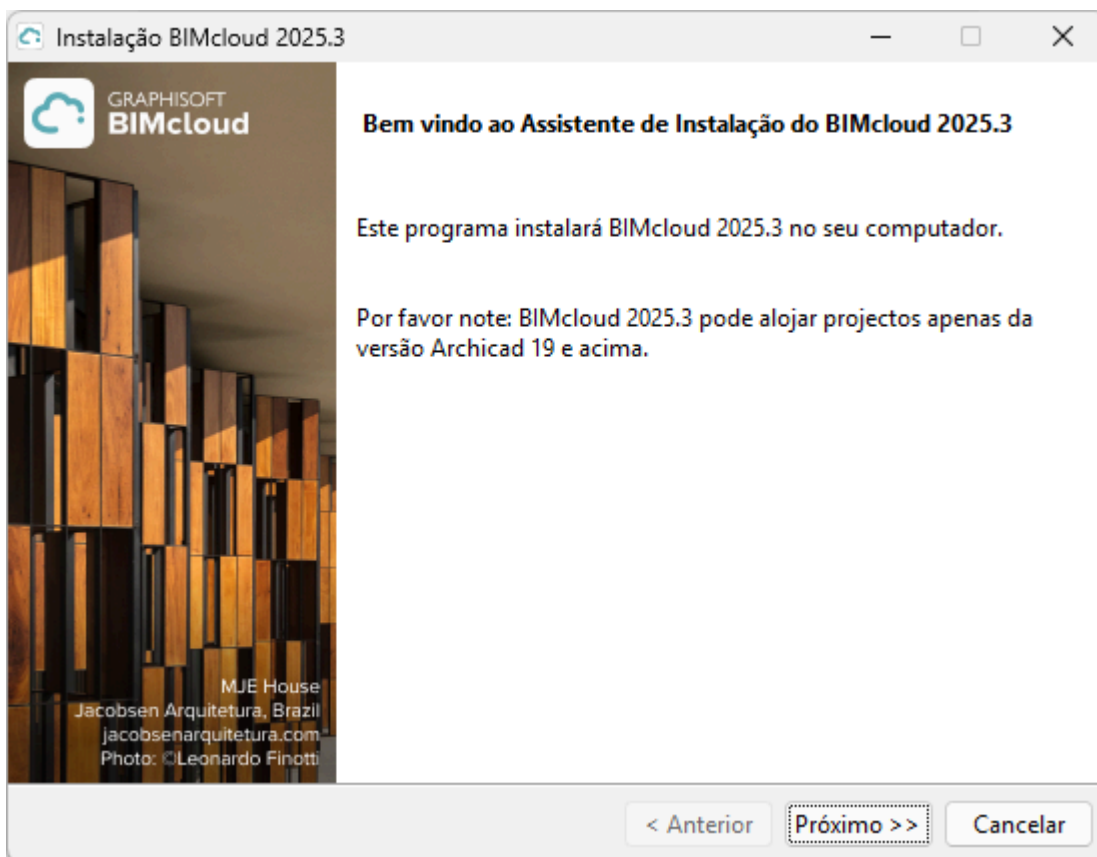 Instalação BIMcloud 2025.3
GRAPHISOFT
BIMcloud
Bem vindo ao Assistente de Instalação do BIMcloud 2025.3
Este programa instalará BIMcloud 2025.3 no seu computador.
Por favor note: BIMcloud 2025.3 pode alojar projectos apenas da
versão Archicad 19 e acima.
MJE House
Jacobsen Arquitetura, Brazil
jacobsenarquitetura.com
Photo: ©Leonardo Finotti
< Anterior
Próximo >>
Cancelar